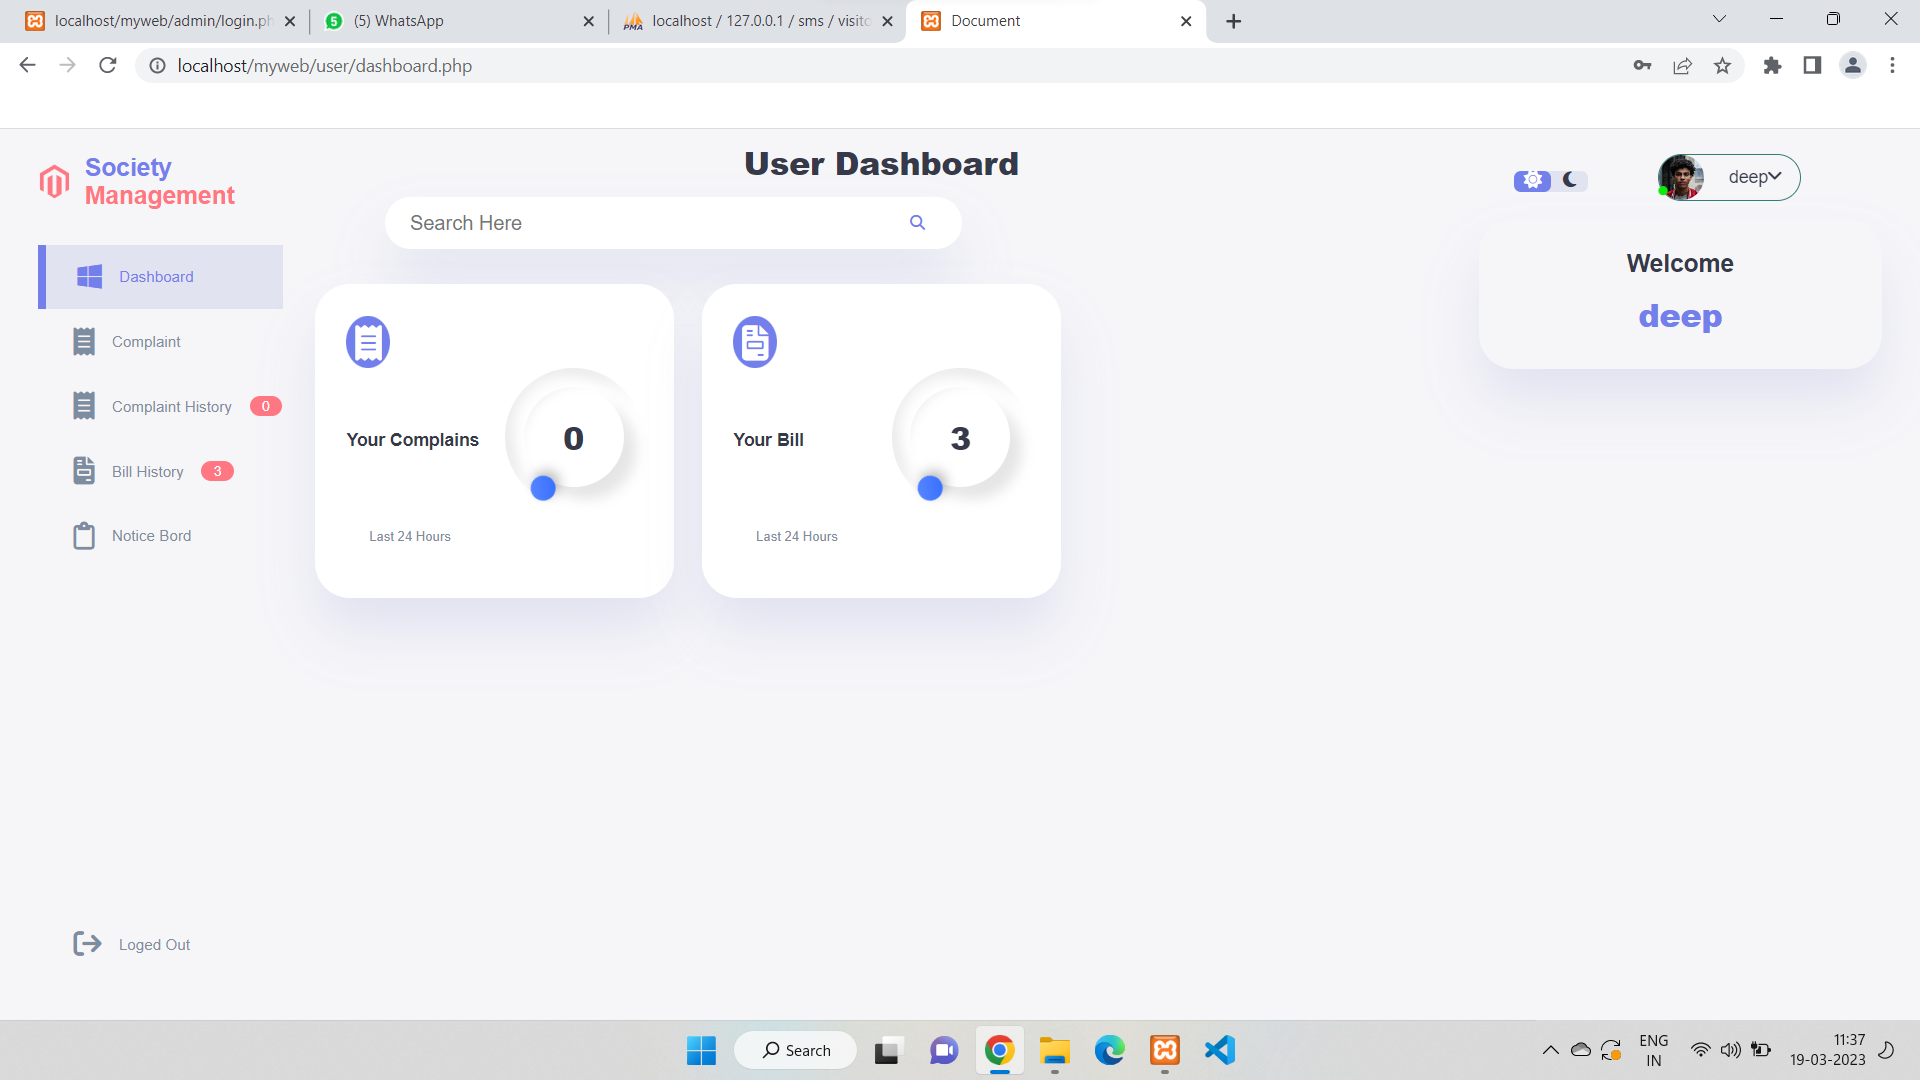 localhost/myweb/admin/login.ph
(5) WhatsApp
localhost / 127.0.0.1 / sms / visito
Document
localhost/myweb/user/dashboard.php
Society
Management
User Dashboard
deep
Search Here
Welcome
deep
Dashboard
Complaint
Complaint History 0
Bill History 3
Notice Bord
Your Complains
0
Last 24 Hours
Your Bill
3
Last 24 Hours
Loged Out
Search
ENG
IN
11:37
19-03-2023